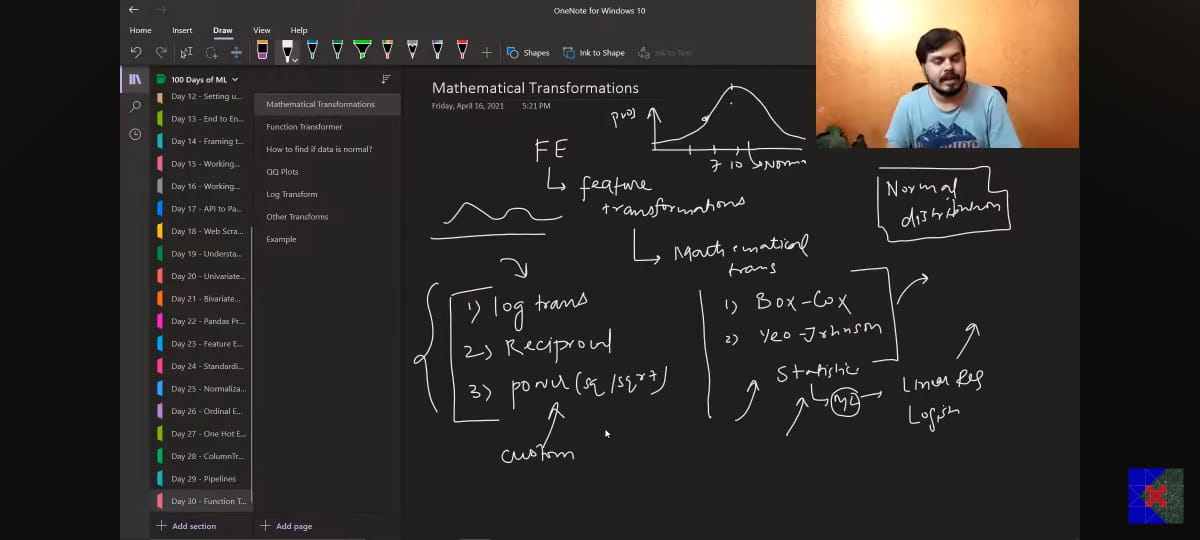 OneNote for Windows 10
Home Insert Draw View Help
Shapes Ink to Shape Ink to Text
100 Days of ML
Day 12 - Setting u...
Day 13 - End to En...
Day 14 - Framing t...
Day 15 - Working...
Day 16 - Working...
Day 17 - API to Pa...
Day 18 - Web Scra...
Day 19 - Understa...
Day 20 - Univariate...
Day 21 - Bivariate...
Day 22 - Pandas Pr...
Day 23 - Feature E...
Day 24 - Standardi...
Day 25 - Normaliza...
Day 26 - Ordinal E...
Day 27 - One Hot E...
Day 28 - ColumnTr...
Day 29 - Pipelines
Day 30 - Function T...
Add section
Mathematical Transformations
Function Transformer
How to find if data is normal?
QQ Plots
Log Transform
Other Transforms
Example
Add page
Mathematical Transformations
Friday, April 16, 2021 5:21 PM
7 10
FE
feature
transformations
Mathematical
trans
Normal
distribution
1) log trans
2) Reciprocal
3) power (sq/sqrt)
custom
1) Box-Cox
2) Yeo-Johnson
Statistics
ML
Linear Reg